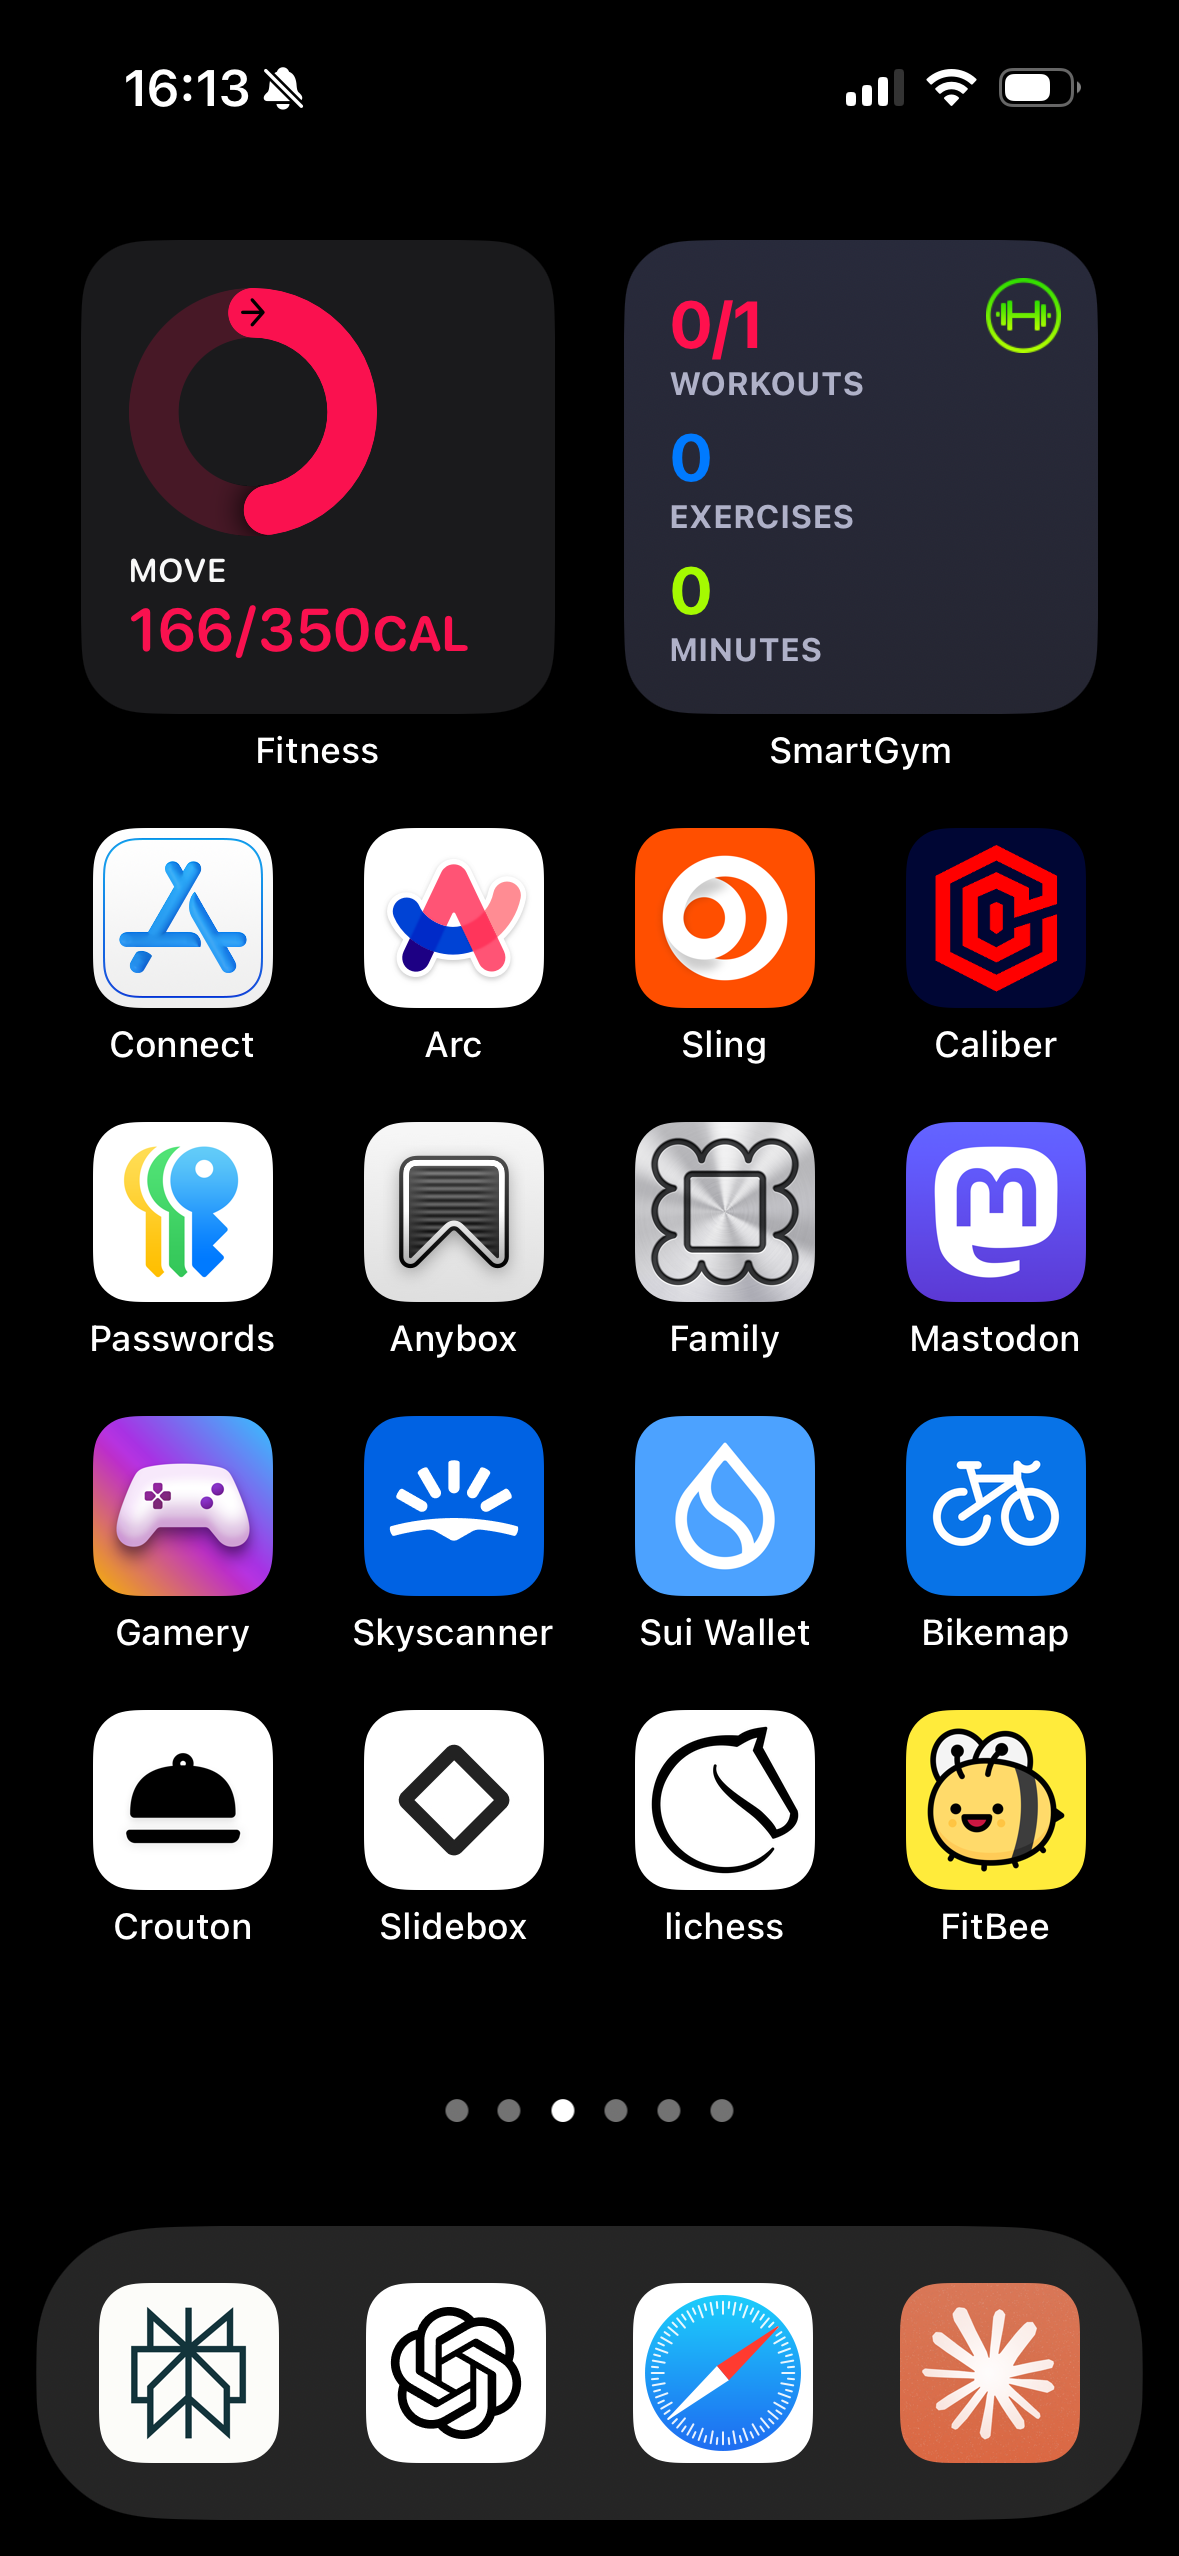 16:13
0/1
WORKOUTS
0
EXERCISES
0
MINUTES
MOVE
166/350CAL
Fitness
SmartGym
Connect
Arc
Sling
Caliber
Passwords
Anybox
Family
Mastodon
Gamery
Skyscanner
Sui Wallet
Bikemap
Crouton
Slidebox
lichess
FitBee